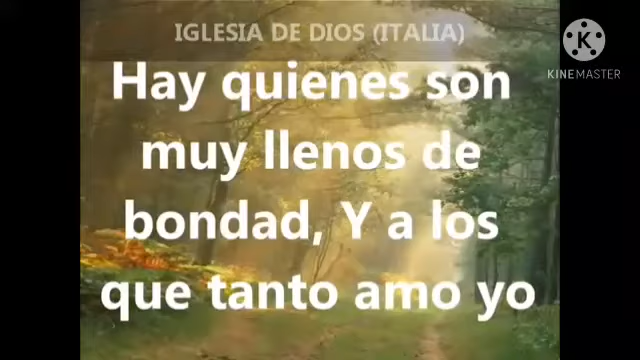 IGLESIA DE DIOS (ITALIA)
Hay quienes son
muy llenos de
bondad, Y a los
que tanto amo yo
K
KINEMASTER